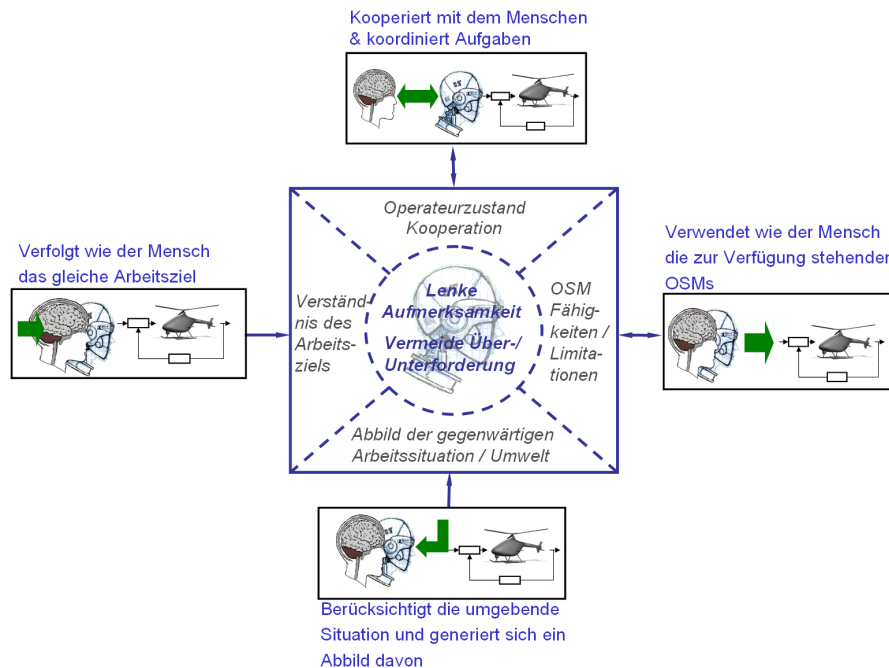 Kooperiert mit dem Menschen
& koordiniert Aufgaben
Operateurzustand
Kooperation
Verfolgt wie der Mensch
das gleiche Arbeitsziel
Verständ-
nis des
Arbeits-
ziels
Lenke
Aufmerksamkeit
Vermeide Über-/
Unterforderung
OSM
Fähig-
keiten /
Limita-
tionen
Verwendet wie der Mensch
die zur Verfügung stehenden
OSMs
Abbild der gegenwärtigen
Arbeitssituation / Umwelt
Berücksichtigt die umgebende
Situation und generiert sich ein
Abbild davon